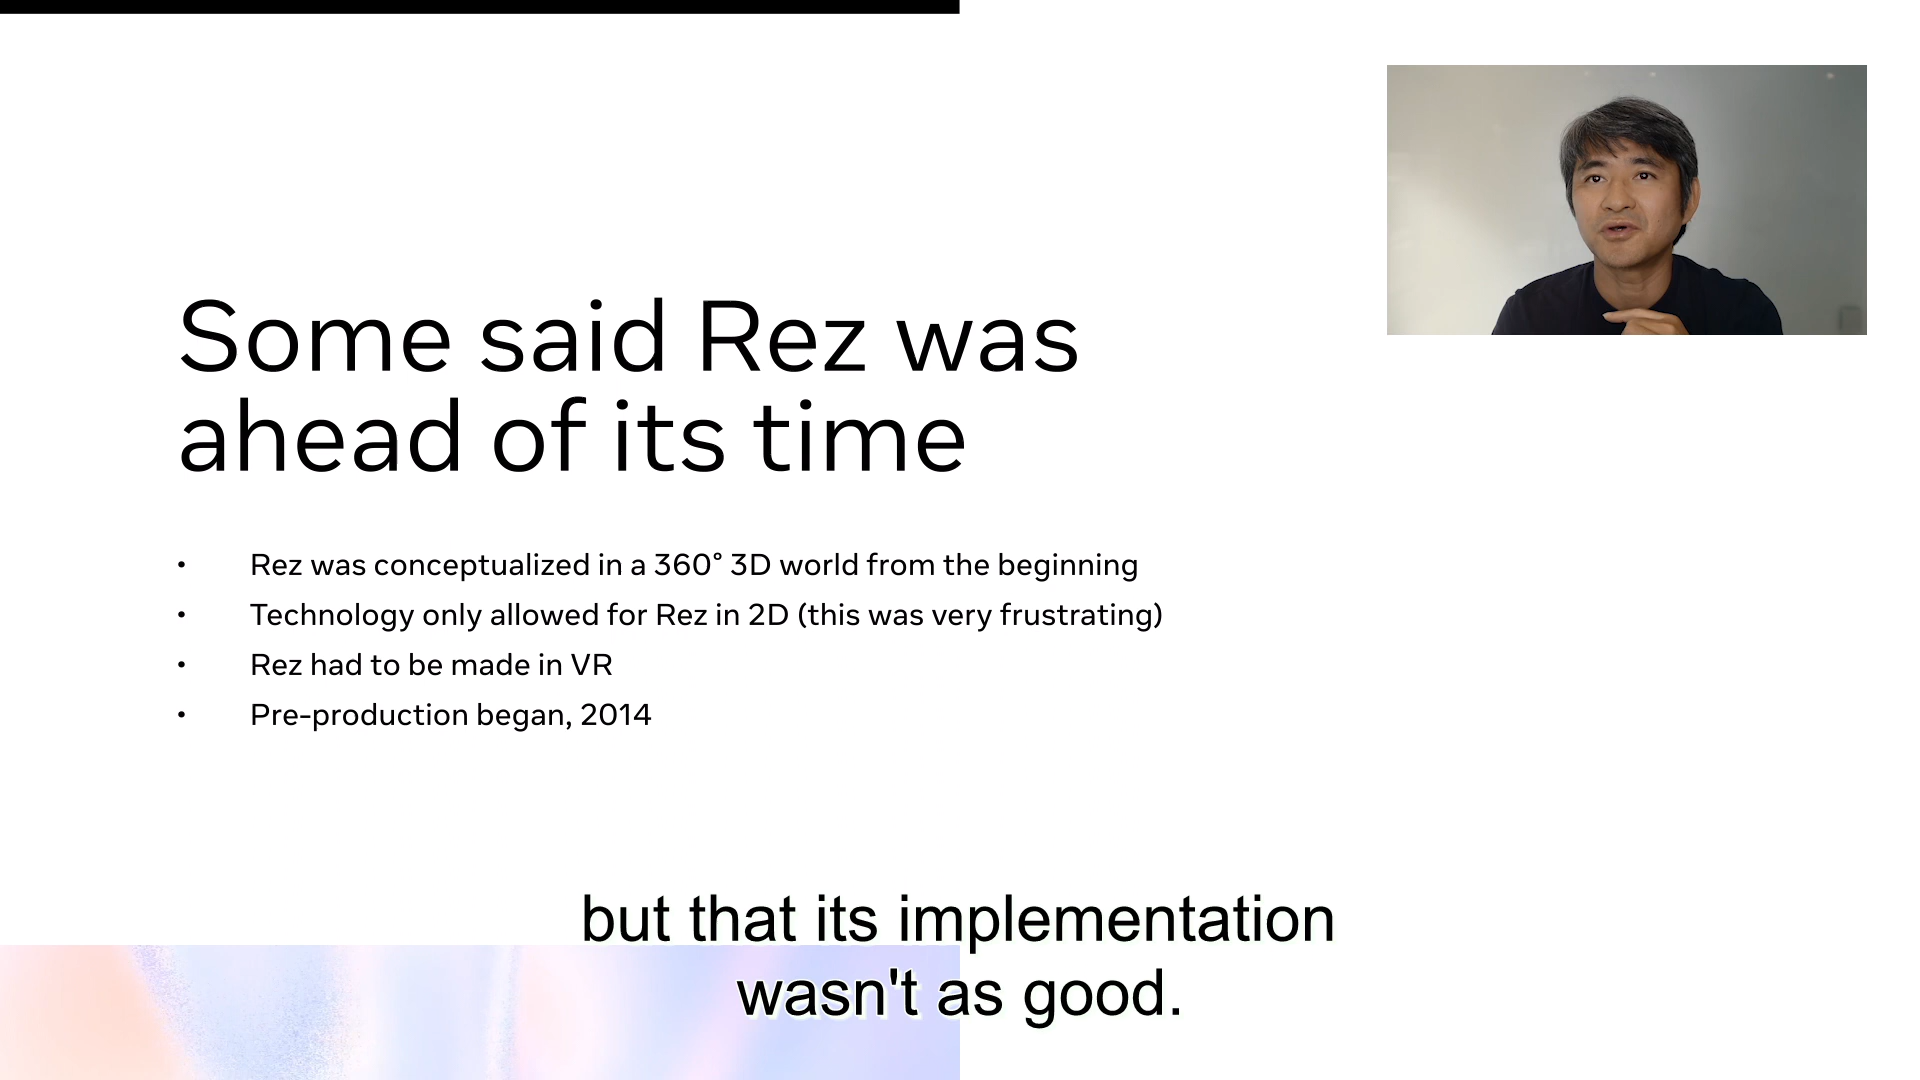 Some said Rez was
ahead of its time
• Rez was conceptualized in a 360° 3D world from the beginning
• Technology only allowed for Rez in 2D (this was very frustrating)
• Rez had to be made in VR
• Pre-production began, 2014
but that its implementation
wasn't as good.